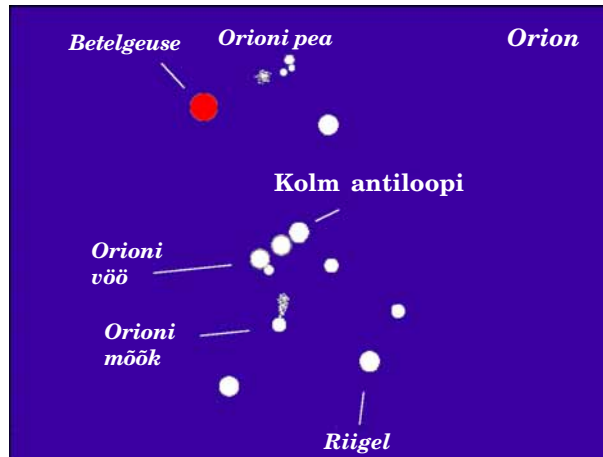 Betelgeuse
Orioni pea
Orion
Kolm antiloopi
Orioni
vöö
Orioni
mõõk
Riigel